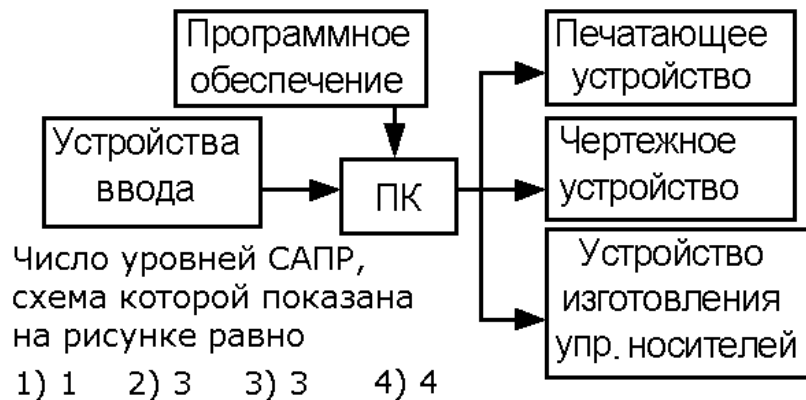 Программное
обеспечение
Устройства
ввода
ПК
Печатающее
устройство
Чертежное
устройство
Устройство
изготовления
упр. носителей
Число уровней САПР,
схема которой показана
на рисунке равно
1) 1 2) 3 3) 3 4) 4